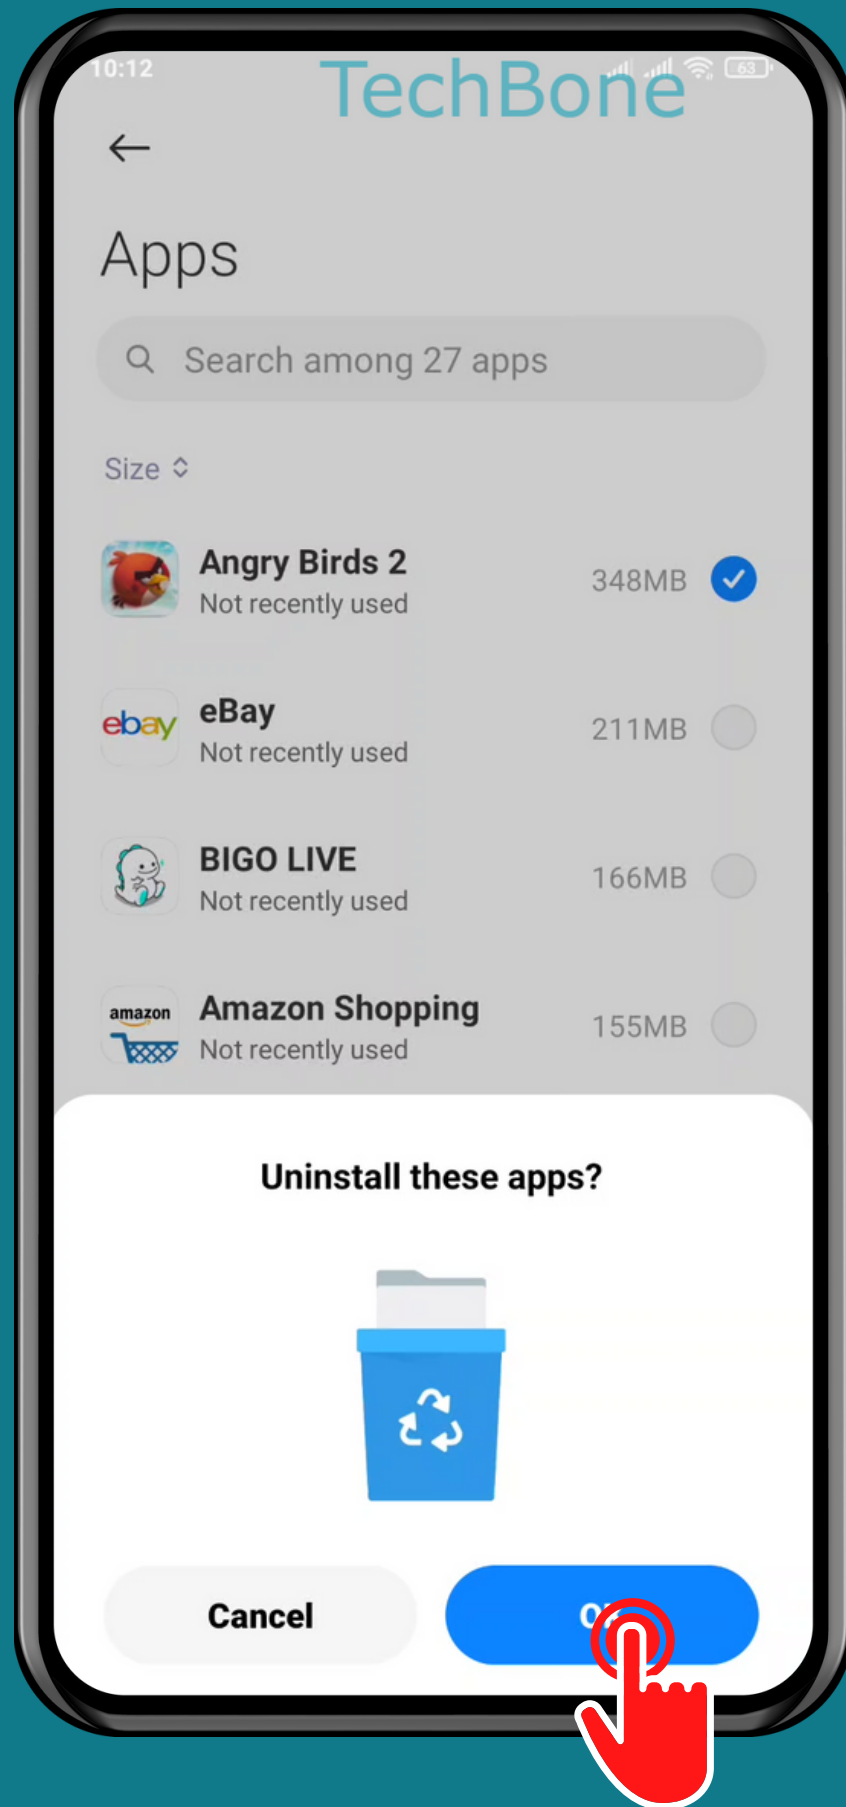 10:12
TechBone
63
Apps
Search among 27 apps
Size
Angry Birds 2
Not recently used
348MB
ebay
eBay
Not recently used
211MB
BIGO LIVE
Not recently used
166MB
amazon
Amazon Shopping
Not recently used
155MB
Uninstall these apps?
Cancel